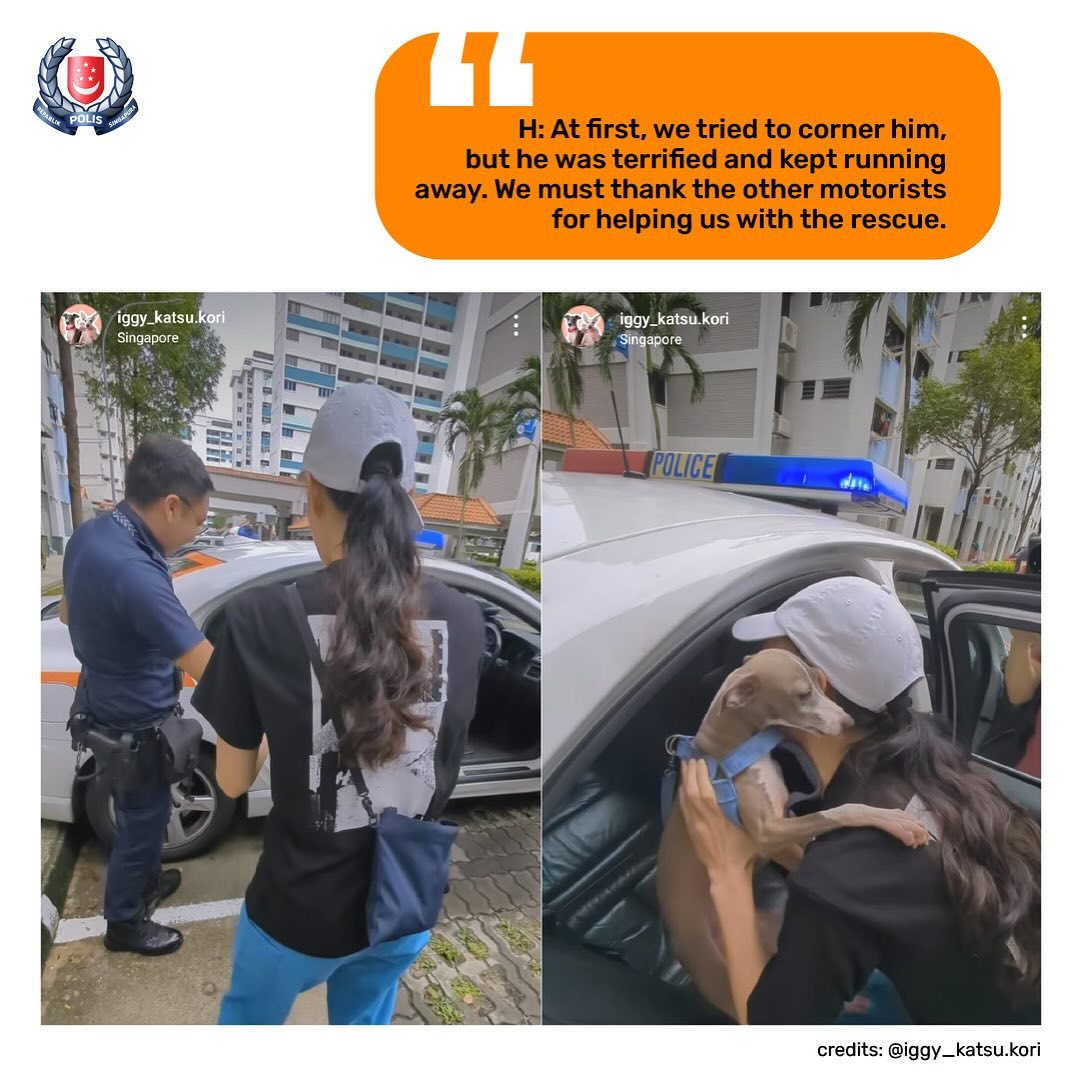 REPUBLIK POLIS SINGAPURA
“
H: At first, we tried to corner him,
but he was terrified and kept running
away. We must thank the other motorists
for helping us with the rescue.
iggy_katsu.kori
Singapore
iggy_katsu.kori
Singapore
POLICE
credits: @iggy_katsu.kori